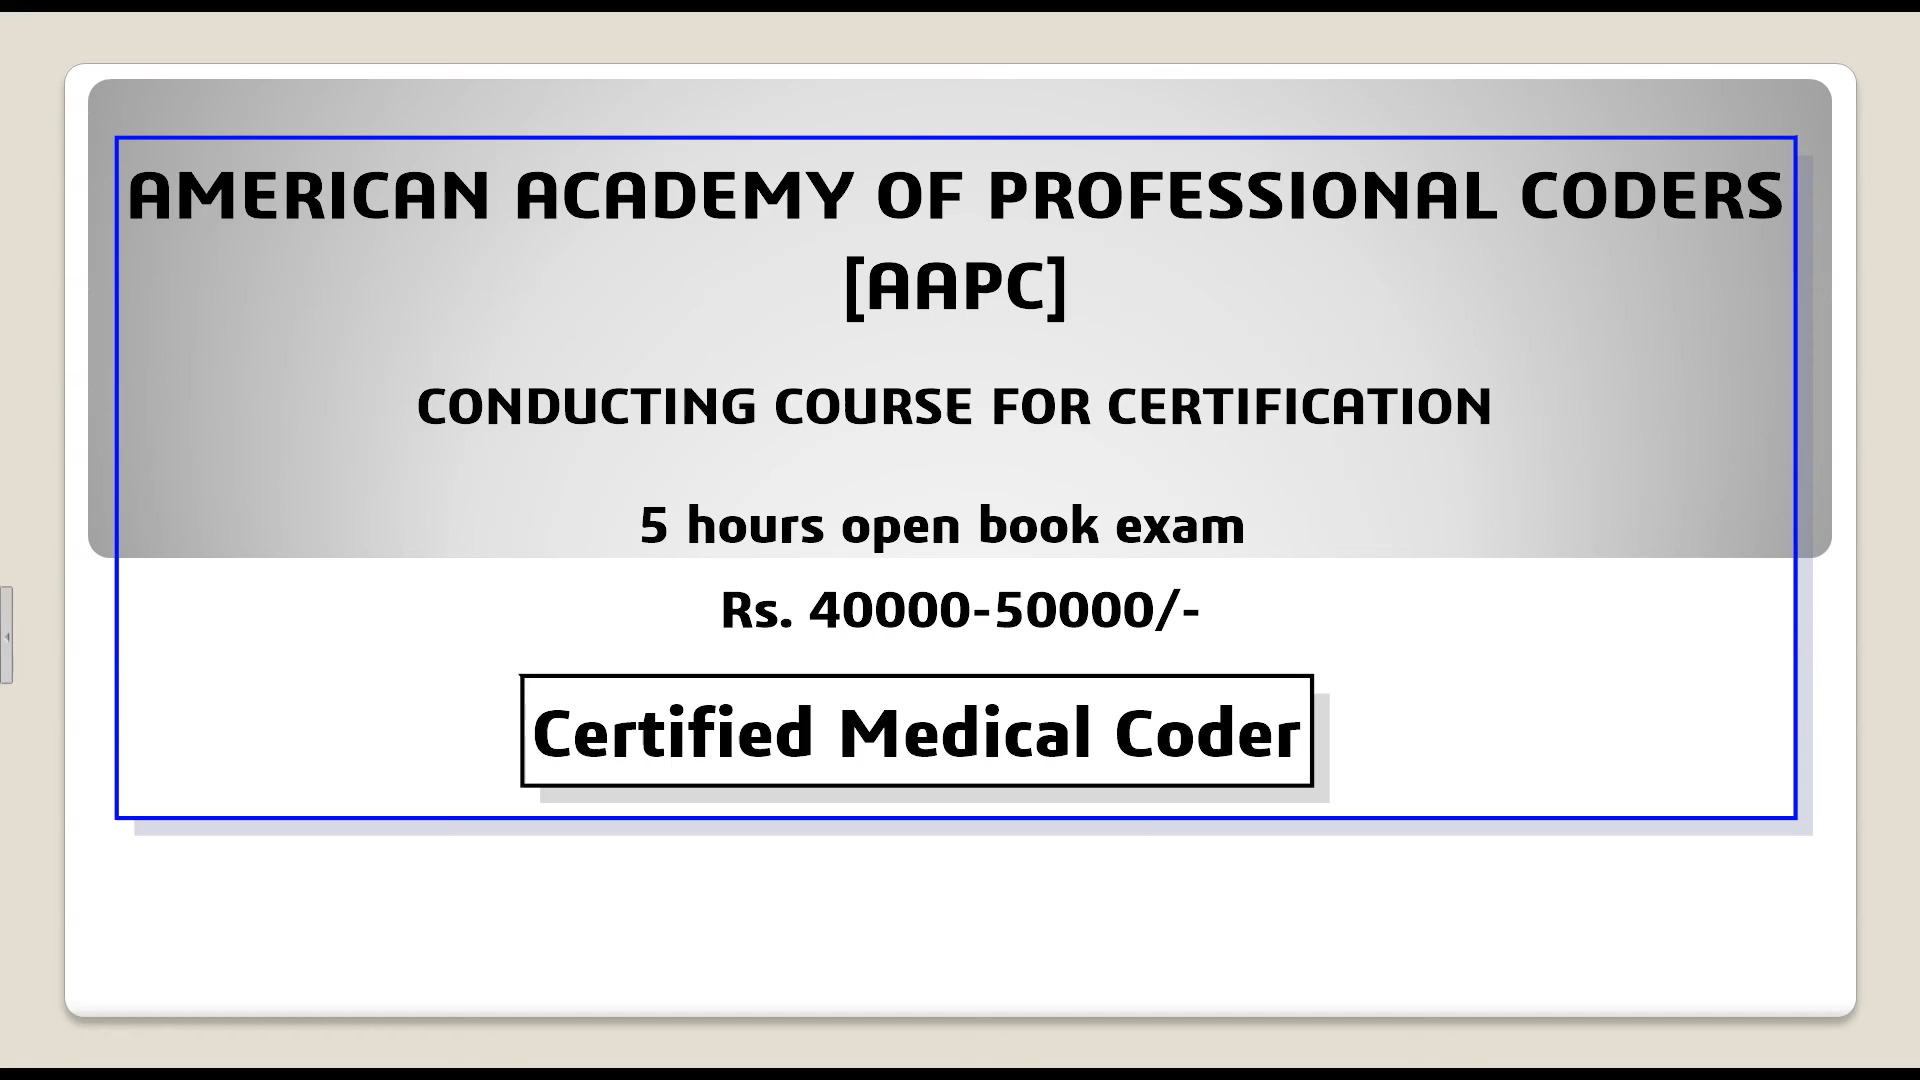 AMERICAN ACADEMY OF PROFESSIONAL CODERS
[AAPC]
CONDUCTING COURSE FOR CERTIFICATION
5 hours open book exam
Rs. 40000-50000/-
Certified Medical Coder